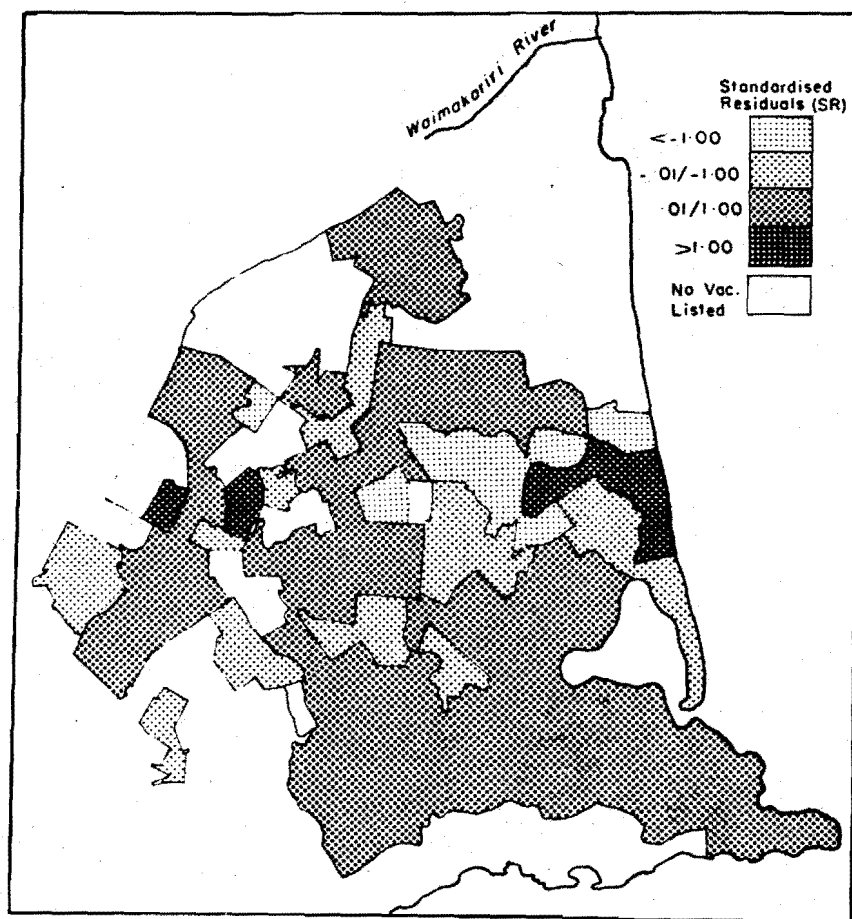 Waimakariri River
Standardised
Residuals (SR)
<-1·00
-·01/-1·00
·01/1·00
>1·00
No Vac.
Listed